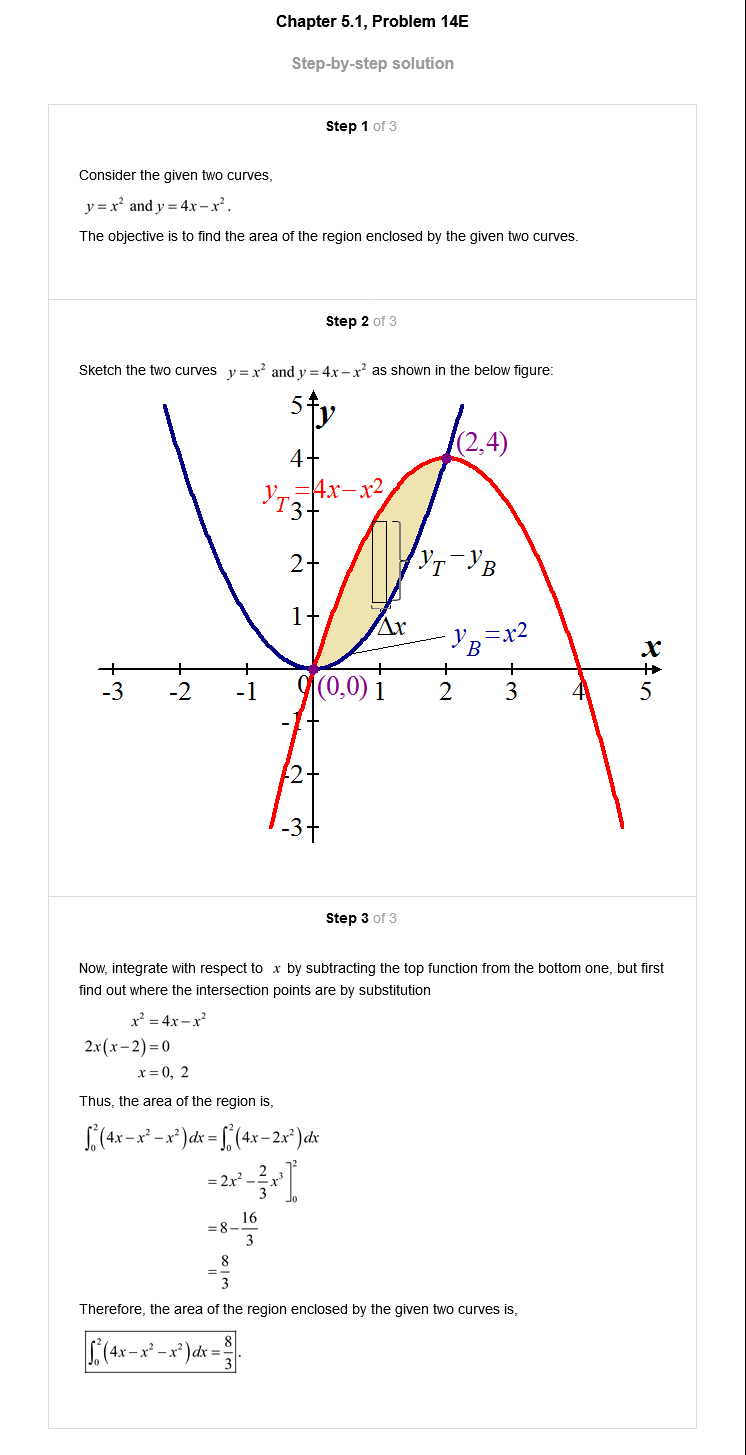 Chapter 5.1, Problem 14E
Step-by-step solution
Step 1 of 3
Consider the given two curves,
y = x² and y = 4x − x².
The objective is to find the area of the region enclosed by the given two curves.
Step 2 of 3
Sketch the two curves y = x² and y = 4x − x² as shown in the below figure:
5
y
(2,4)
4
y_T=4x−x2
3
2
y_T−y_B
1
Δx
y_B=x2
x
-3 -2 -1 0 (0,0) 1 2 3 4 5
-1
-2
-3
Step 3 of 3
Now, integrate with respect to x by subtracting the top function from the bottom one, but first
find out where the intersection points are by substitution
x² = 4x − x²
2x(x − 2) = 0
x = 0, 2
Thus, the area of the region is,
∫₀²(4x − x² − x²)dx = ∫₀²(4x − 2x²)dx
= 2x² − 2/3 x³]₀²
= 8 − 16/3
= 8/3
Therefore, the area of the region enclosed by the given two curves is,
∫₀²(4x − x² − x²)dx = 8/3.